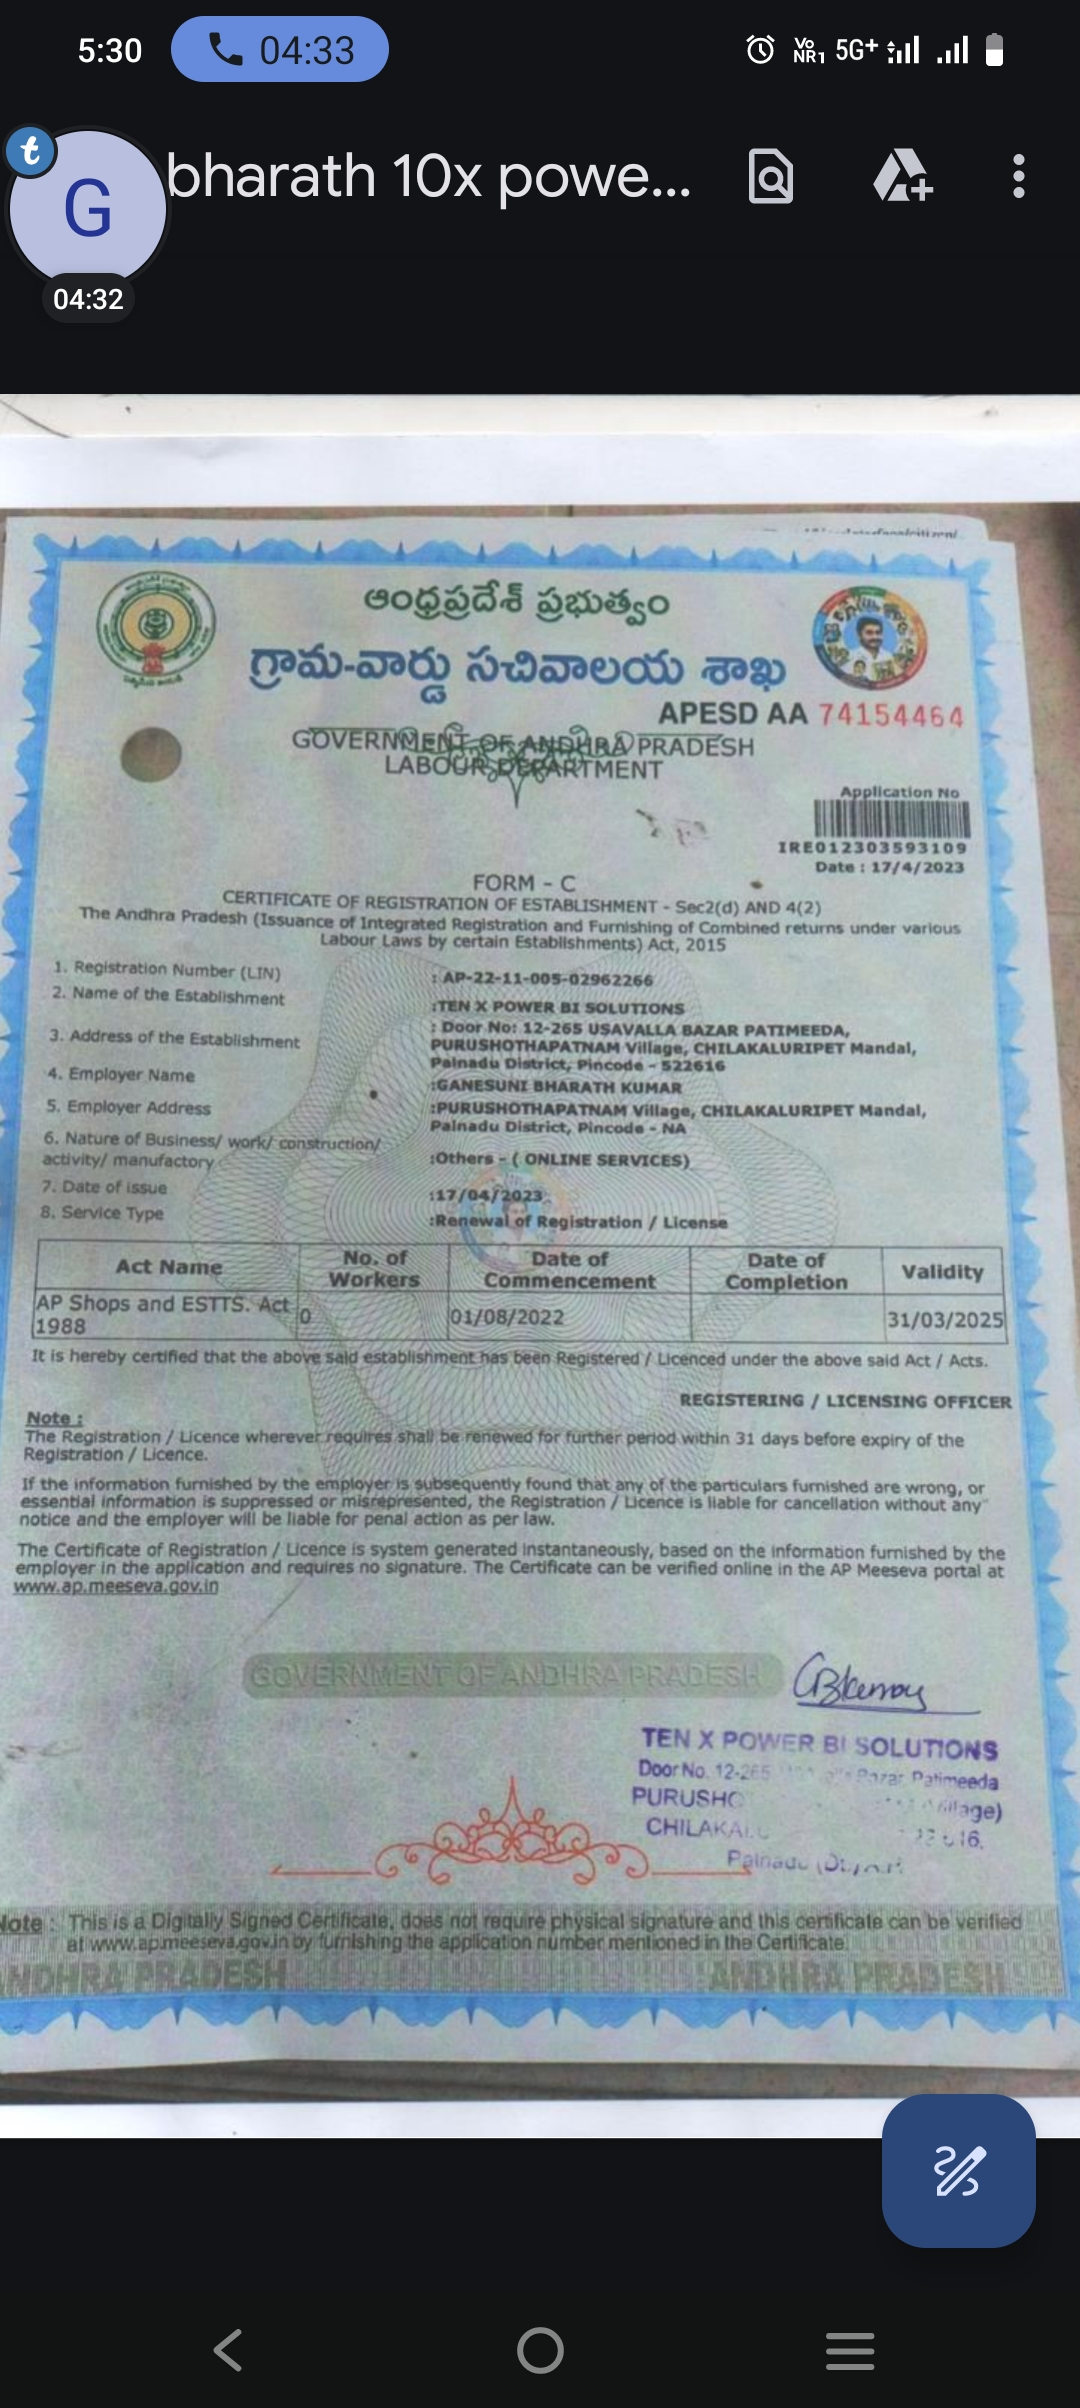 5:30
04:33
Vo NR1 5G+
t
G
bharath 10x powe...
04:32
ఆంధ్రప్రదేశ్ ప్రభుత్వం
గ్రామ-వార్డు సచివాలయ శాఖ
APESD AA 74154464
GOVERNMENT OF ANDHRA PRADESH
LABOUR DEPARTMENT
Application No
IRE012303593109
Date : 17/4/2023
FORM - C
CERTIFICATE OF REGISTRATION OF ESTABLISHMENT - Sec2(d) AND 4(2)
The Andhra Pradesh (Issuance of Integrated Registration and Furnishing of Combined returns under various
Labour Laws by certain Establishments) Act, 2015
1. Registration Number (LIN) : AP-22-11-005-02962266
2. Name of the Establishment :TEN X POWER BI SOLUTIONS
3. Address of the Establishment : Door No: 12-265 USAVALLA BAZAR PATIMEEDA,
PURUSHOTHAPATNAM Village, CHILAKALURIPET Mandal,
Palnadu District, Pincode - 522616
4. Employer Name :GANESUNI BHARATH KUMAR
5. Employer Address :PURUSHOTHAPATNAM Village, CHILAKALURIPET Mandal,
Palnadu District, Pincode - NA
6. Nature of Business/ work/ construction/
activity/ manufactory :Others - ( ONLINE SERVICES)
7. Date of issue :17/04/2023
8. Service Type :Renewal of Registration / License
Act Name No. of Workers Date of Commencement Date of Completion Validity
AP Shops and ESTTS. Act 1988 0 01/08/2022 31/03/2025
It is hereby certified that the above said establishment has been Registered / Licenced under the above said Act / Acts.
REGISTERING / LICENSING OFFICER
Note :
The Registration / Licence wherever requires shall be renewed for further period within 31 days before expiry of the
Registration / Licence.
If the information furnished by the employer is subsequently found that any of the particulars furnished are wrong, or
essential information is suppressed or misrepresented, the Registration / Licence is liable for cancellation without any
notice and the employer will be liable for penal action as per law.
The Certificate of Registration / Licence is system generated instantaneously, based on the information furnished by the
employer in the application and requires no signature. The Certificate can be verified online in the AP Meeseva portal at
www.ap.meeseva.gov.in
GOVERNMENT OF ANDHRA PRADESH
TEN X POWER BI SOLUTIONS
Door No. 12-265 Bazar Patimeeda
Palnadu
Note : This is a Digitally Signed Certificate, does not require physical signature and this certificate can be verified
at www.ap.meeseva.gov.in by furnishing the application number mentioned in the Certificate.
ANDHRA PRADESH ANDHRA PRADESH